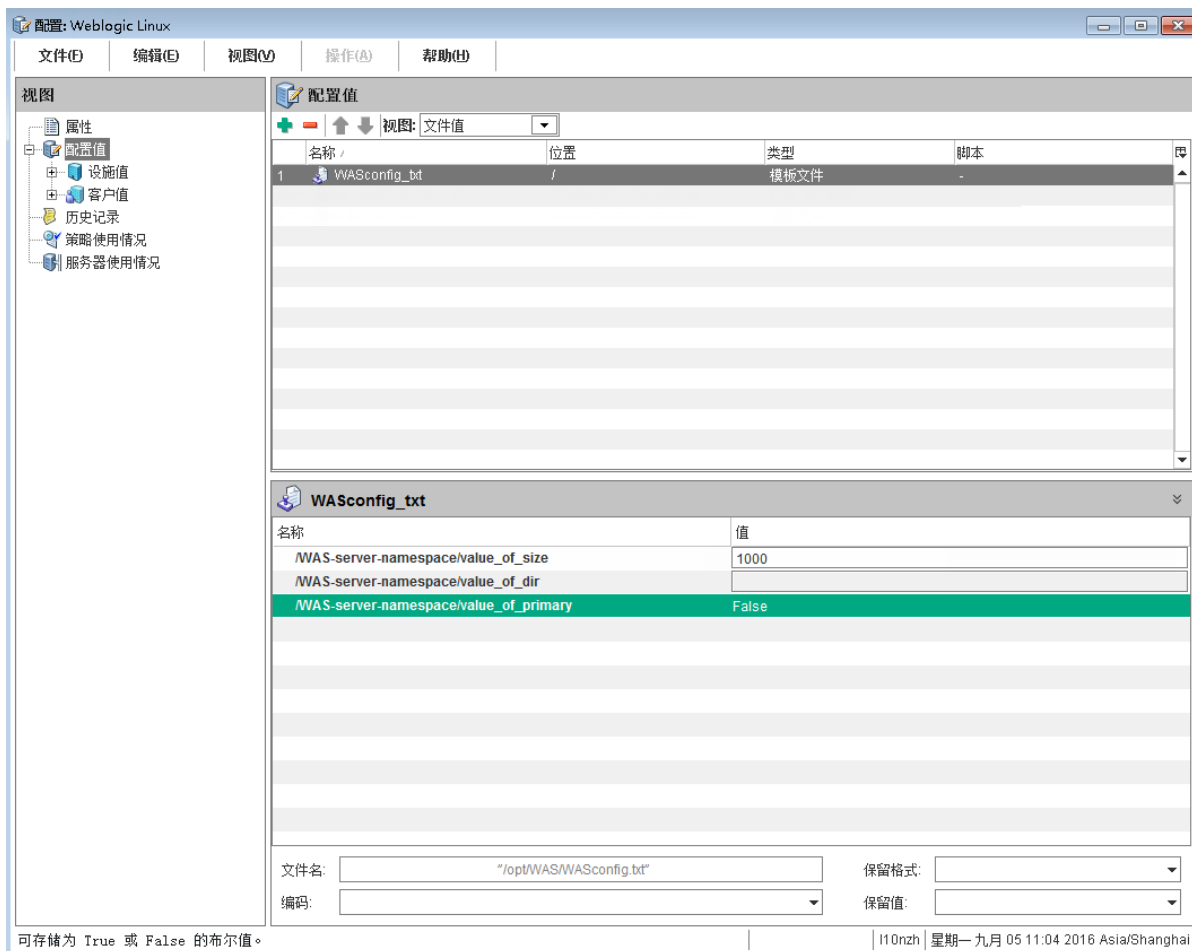 配置: Weblogic Linux
文件(F) 编辑(E) 视图(V) 操作(A) 帮助(H)
视图
属性
配置值
设施值
客户值
历史记录
策略使用情况
服务器使用情况
配置值
视图: 文件值
名称 / 位置 类型 脚本
1 WASconfig_txt / 模板文件 -
WASconfig_txt
名称 值
/WAS-server-namespace/value_of_size 1000
/WAS-server-namespace/value_of_dir
/WAS-server-namespace/value_of_primary False
文件名: "/opt/WAS/WASconfig.txt" 保留格式:
编码: 保留值:
可存储为 True 或 False 的布尔值。 l10nzh 星期一 九月 05 11:04 2016 Asia/Shanghai